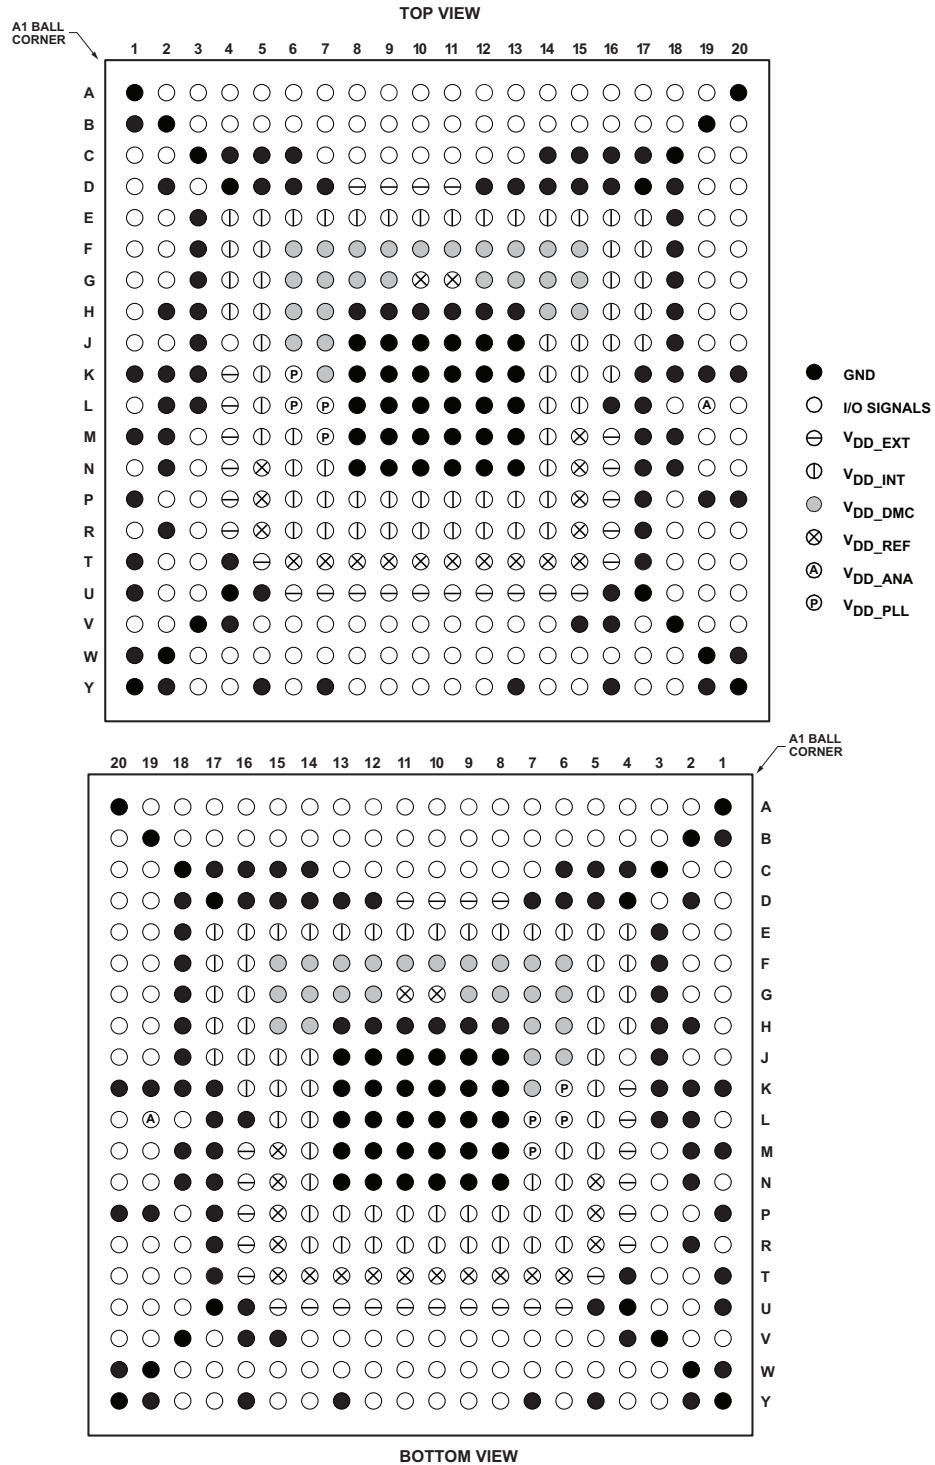 TOP VIEW
A1 BALL
CORNER
1 2 3 4 5 6 7 8 9 10 11 12 13 14 15 16 17 18 19 20
A
B
C
D
E
F
G
H
J
K P
L P P A
M P
N
P
R
T
U
V
W
Y
GND
I/O SIGNALS
VDD_EXT
VDD_INT
VDD_DMC
VDD_REF
A VDD_ANA
P VDD_PLL
A1 BALL
CORNER
20 19 18 17 16 15 14 13 12 11 10 9 8 7 6 5 4 3 2 1
A
B
C
D
E
F
G
H
J
P K
A P P L
P M
N
P
R
T
U
V
W
Y
BOTTOM VIEW